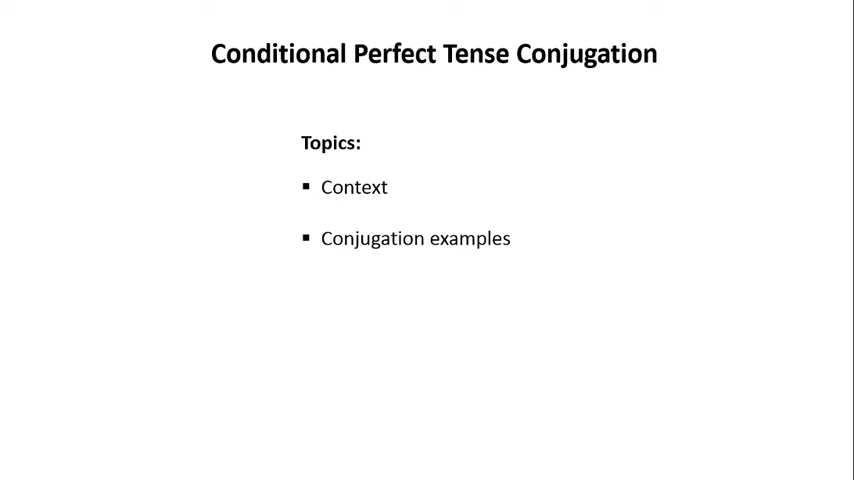 Conditional Perfect Tense Conjugation
Topics:
▪ Context
▪ Conjugation examples